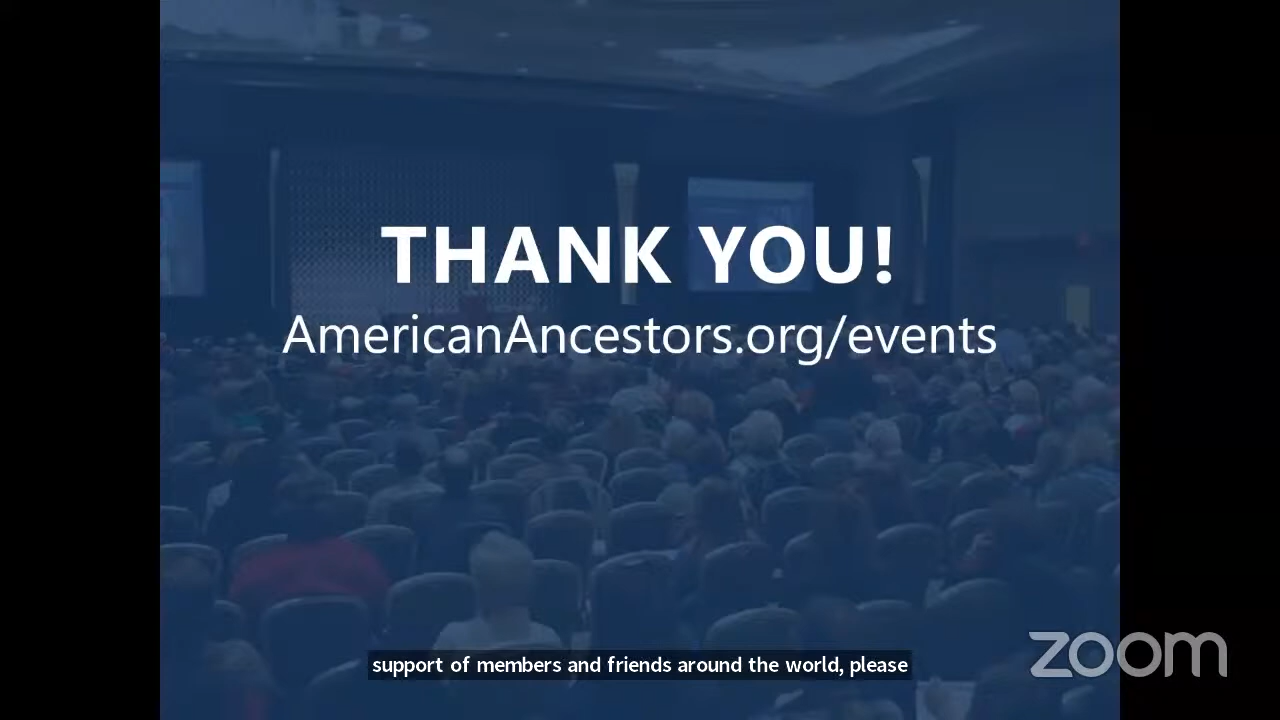 THANK YOU!
AmericanAncestors.org/events
zoom
support of members and friends around the world, please